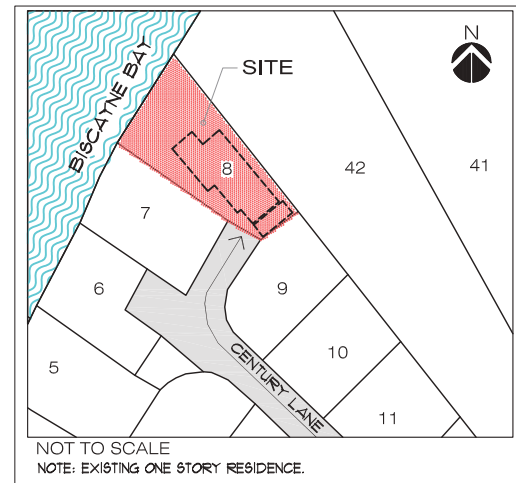 BISCAYNE BAY
N
SITE
8
42
41
7
9
6
10
5
CENTURY LANE
11
NOT TO SCALE
NOTE: EXISTING ONE STORY RESIDENCE.